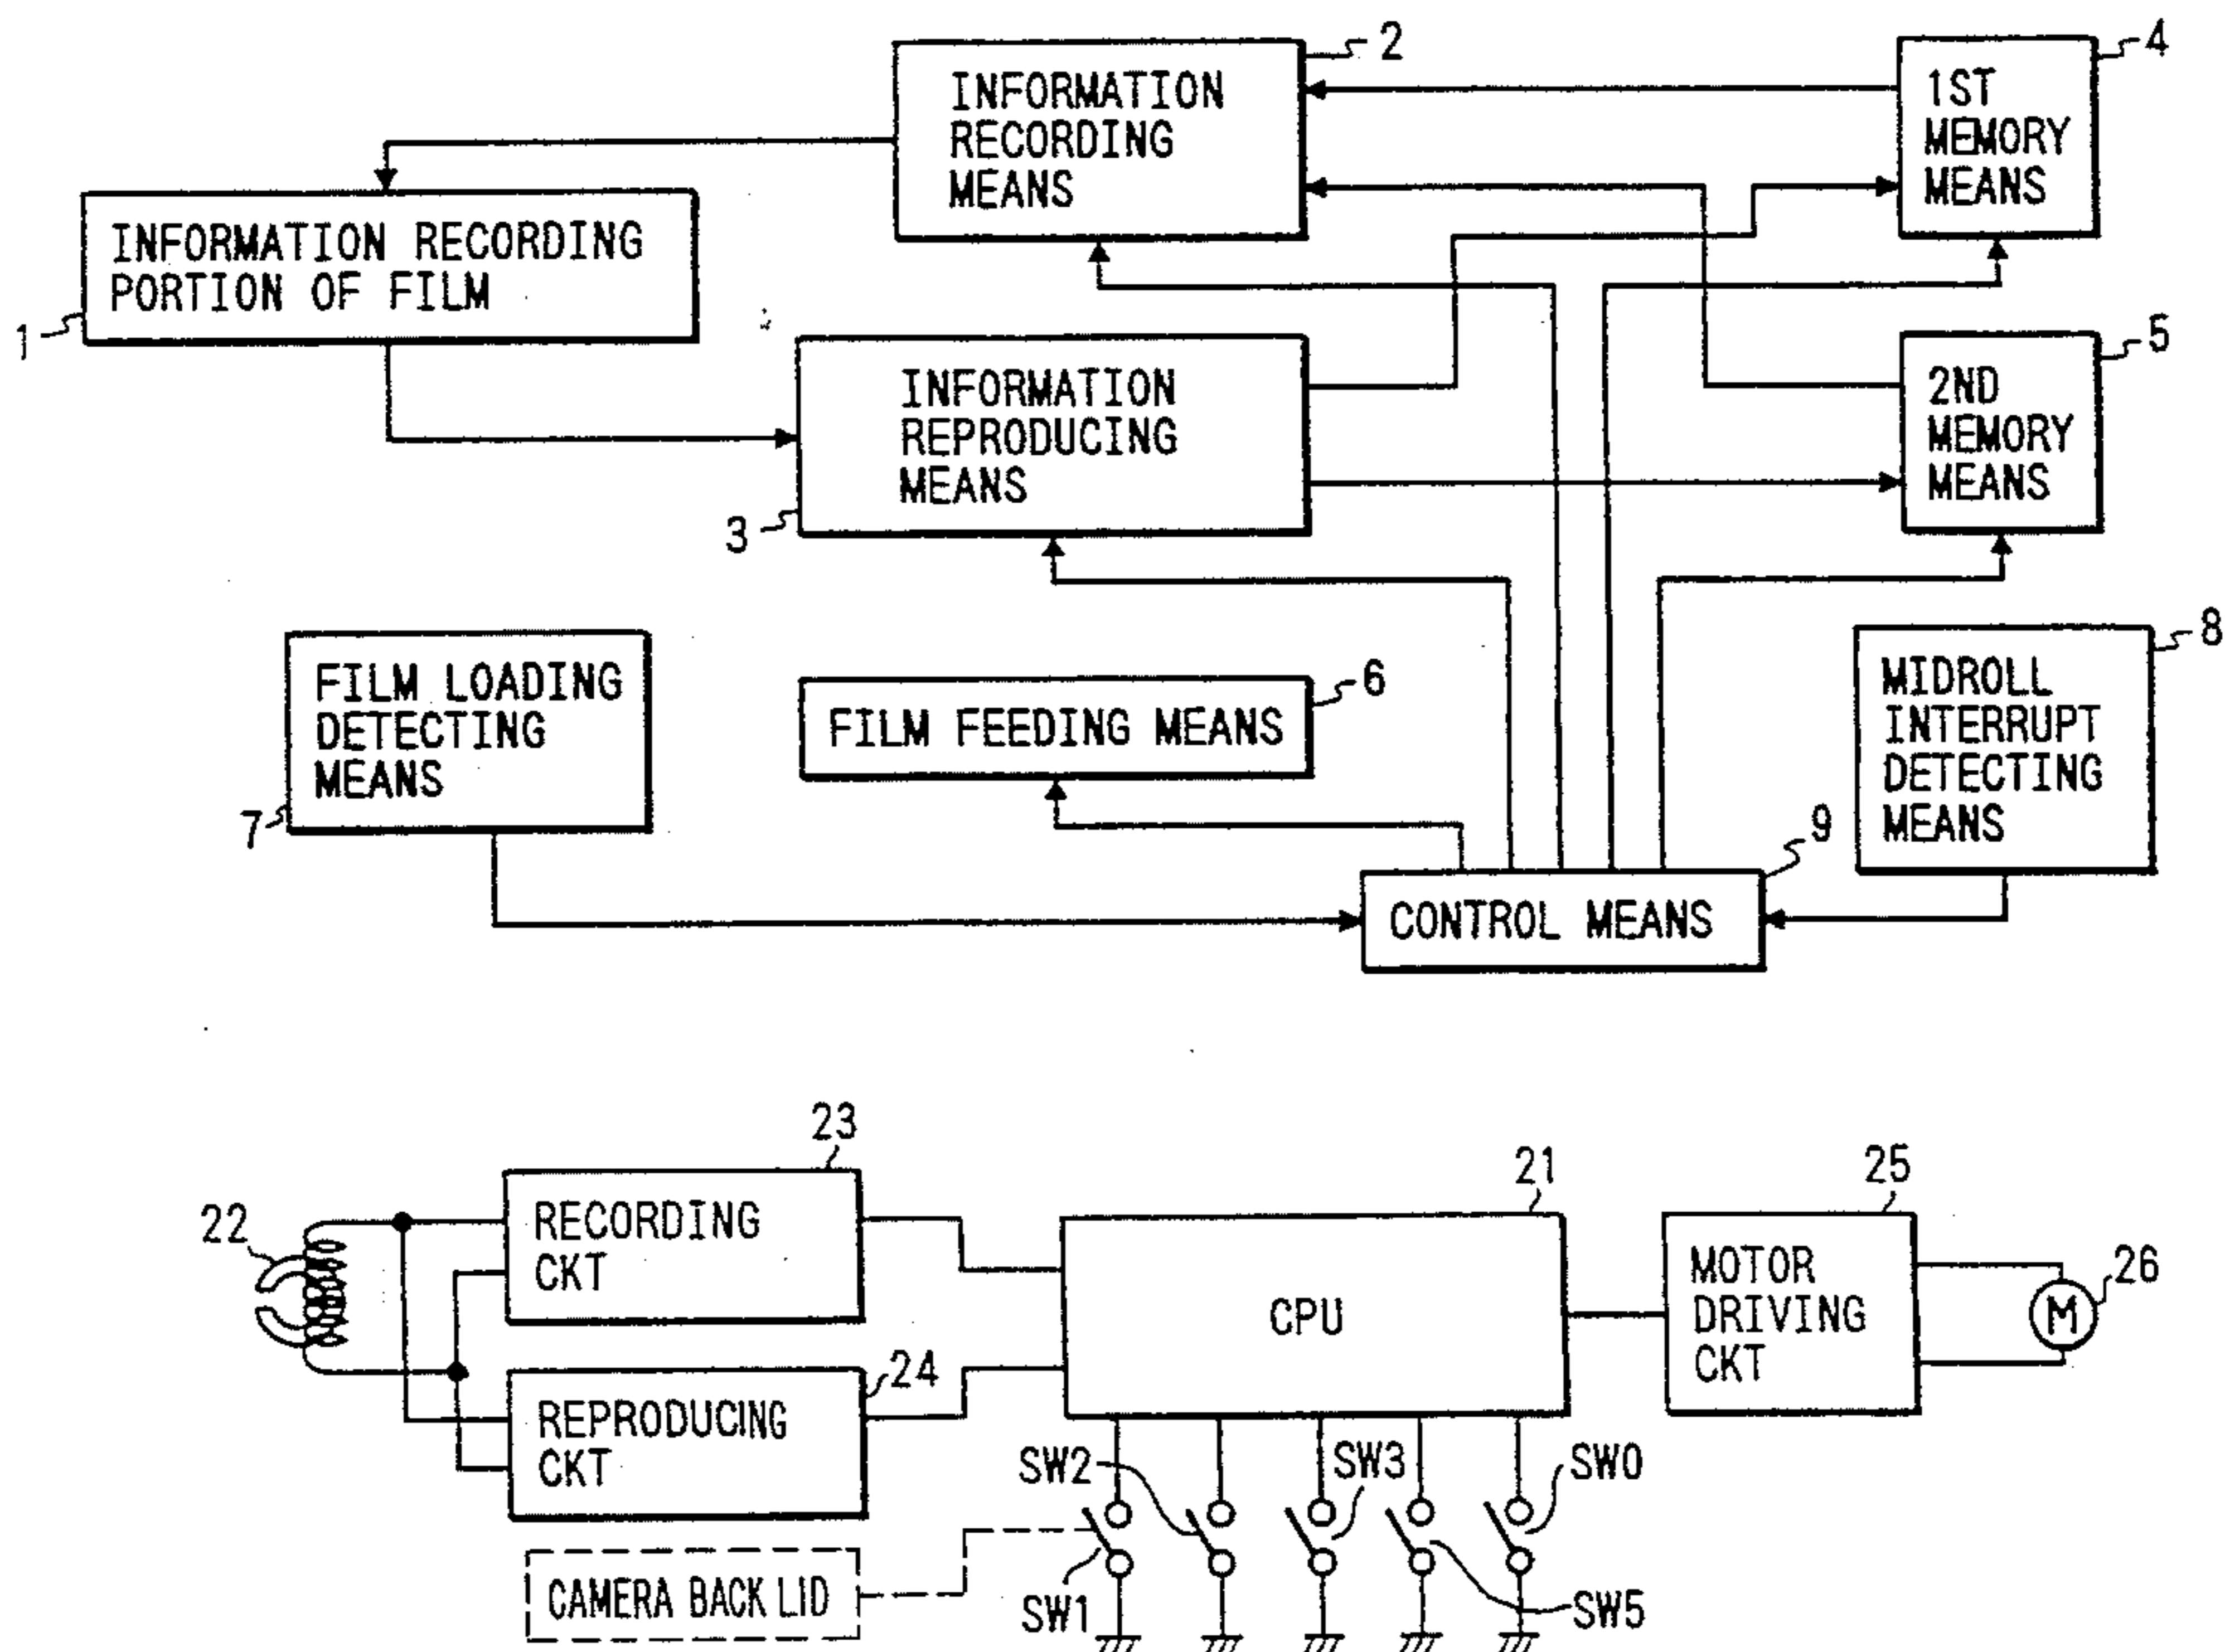 2
INFORMATION
RECORDING
MEANS
4
1ST
MEMORY
MEANS
INFORMATION RECORDING
PORTION OF FILM
1
INFORMATION
REPRODUCING
MEANS
3
5
2ND
MEMORY
MEANS
FILM LOADING
DETECTING
MEANS
7
6
FILM FEEDING MEANS
8
MIDROLL
INTERRUPT
DETECTING
MEANS
9
CONTROL MEANS
22
23
RECORDING
CKT
24
REPRODUCING
CKT
21
CPU
25
MOTOR
DRIVING
CKT
M
26
SW2
SW3
SW0
CAMERA BACK LID
SW1
SW5